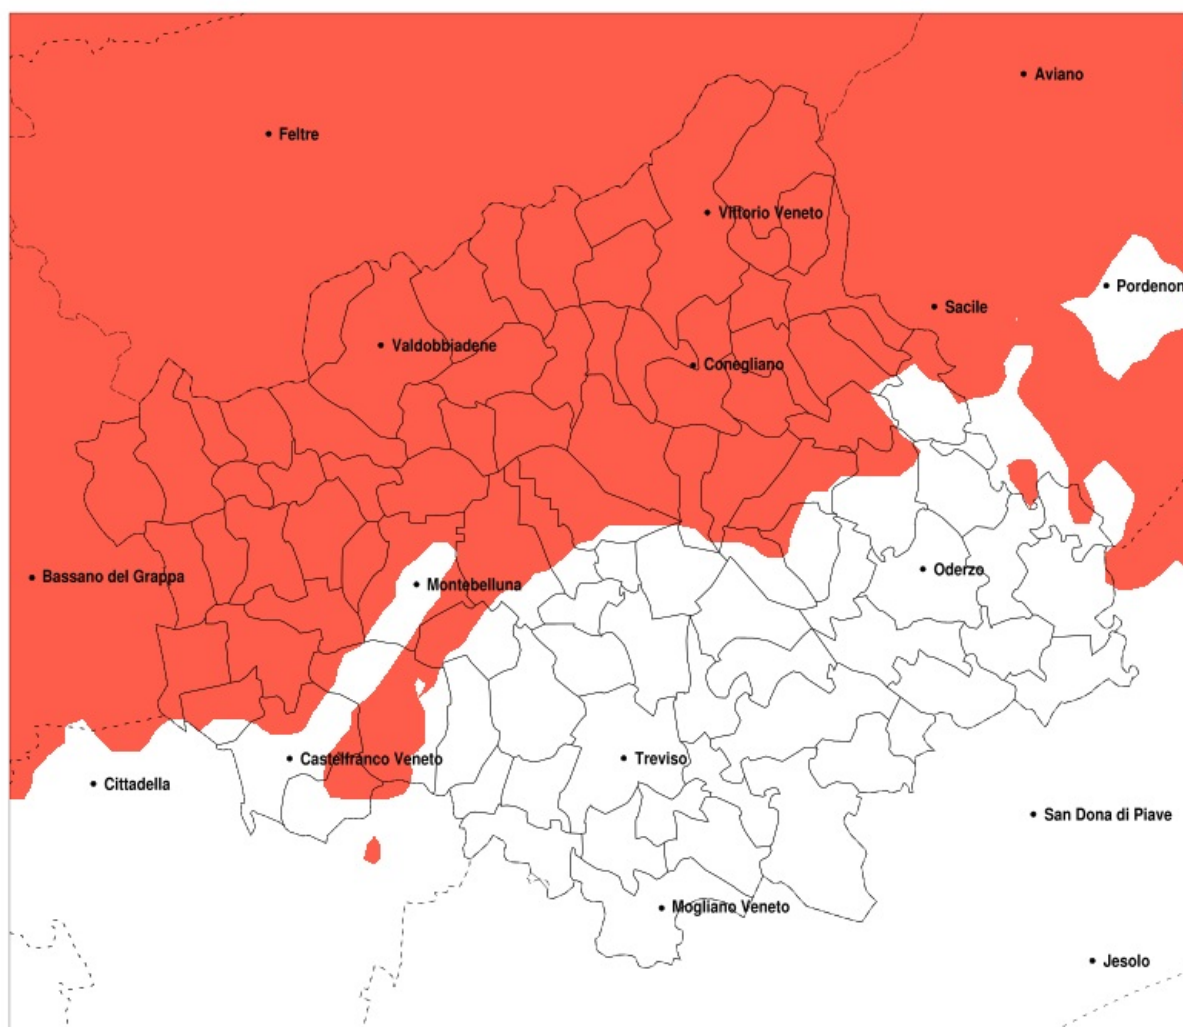 Aviano
Feltre
Vittorio Veneto
Pordenon
Sacile
Valdobbiadene
Conegliano
Oderzo
Bassano del Grappa
Montebelluna
Castelfranco Veneto
Treviso
Cittadella
San Dona di Piave
Mogliano Veneto
Jesolo